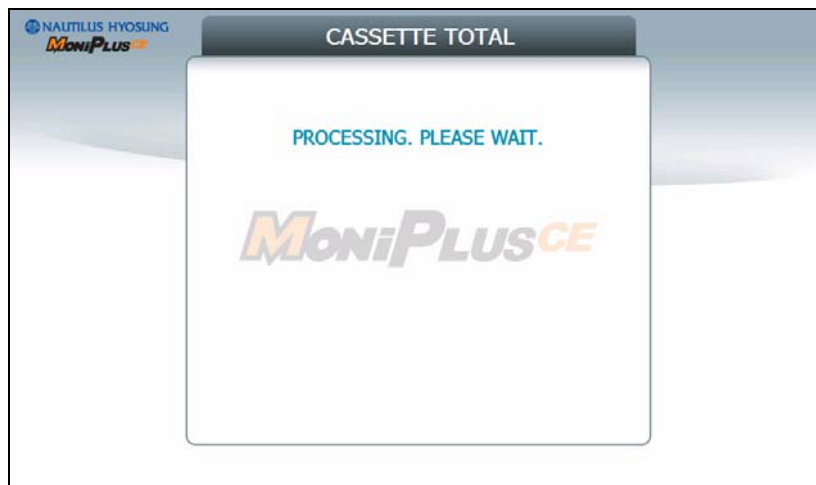 NAUTILUS HYOSUNG
MoniPlusCE
CASSETTE TOTAL
PROCESSING. PLEASE WAIT.
MoniPlusCE